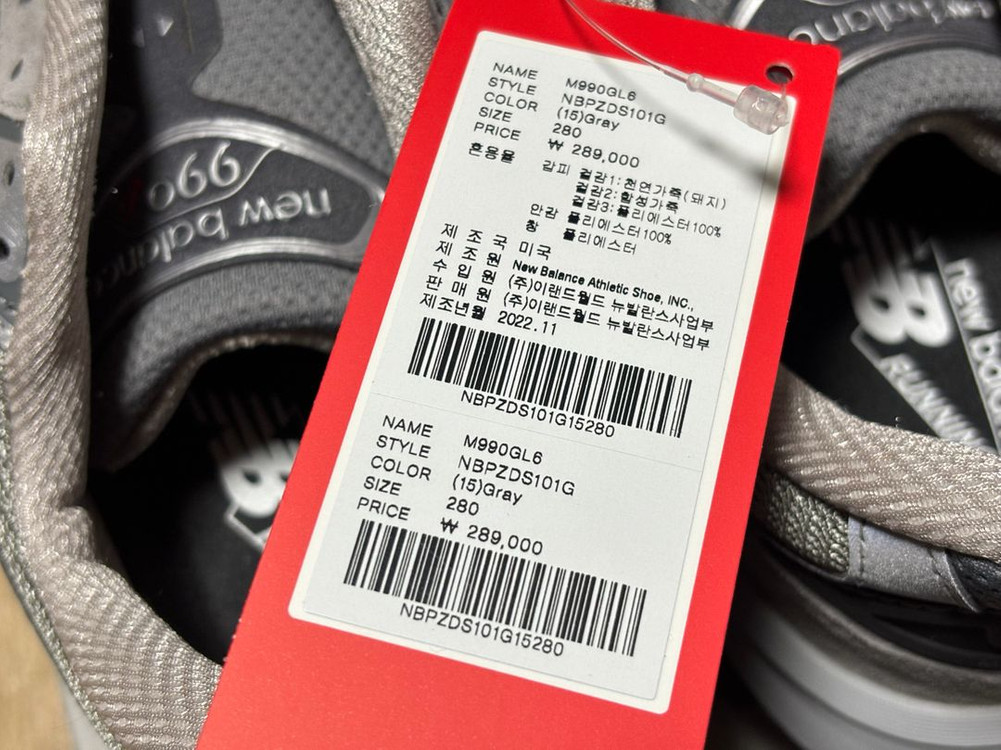 NAME M990GL6
STYLE NBPZDS101G
COLOR (15)Gray
SIZE 280
PRICE ₩ 289,000
혼용율 갑피 겉감1:천연가죽(돼지)
겉감2:합성가죽
겉감3:폴리에스터100%
안감 폴리에스터100%
창 폴리에스터
제조국 미국
제조원 New Balance Athletic Shoe, INC.,
수입원 (주)이랜드월드 뉴발란스사업부
판매원 (주)이랜드월드 뉴발란스사업부
제조년월 2022.11
NBPZDS101G15280
NAME M990GL6
STYLE NBPZDS101G
COLOR (15)Gray
SIZE 280
PRICE ₩ 289,000
NBPZDS101G15280
new balance
990
new balance
NB
new bala
RUNNIN
NB